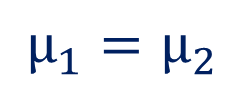 μ₁ = μ₂